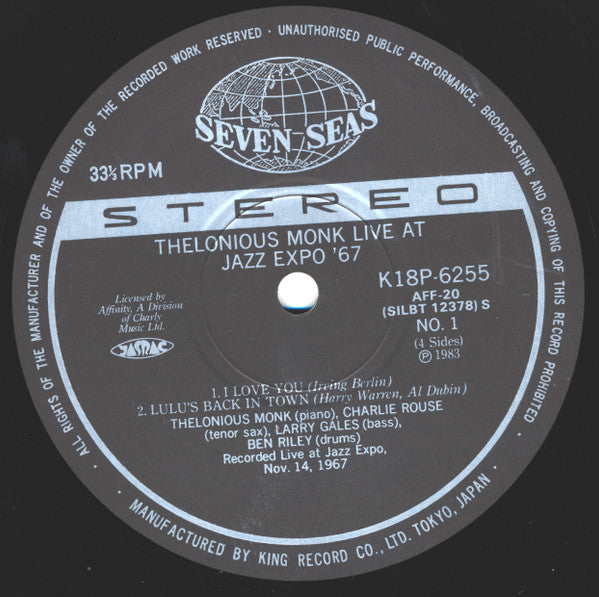 · ALL RIGHTS OF THE MANUFACTURER AND OF THE OWNER OF THE RECORDED WORK RESERVED · UNAUTHORISED PUBLIC PERFORMANCE, BROADCASTING AND COPYING OF THIS RECORD PROHIBITED ·
SEVEN SEAS
33⅓RPM
STEREO
THELONIOUS MONK LIVE AT
JAZZ EXPO '67
K18P-6255
AFF-20
(SILBT 12378) S
NO. 1
(4 Sides)
℗ 1983
Licensed by
Affinity, A Division
of Charly
Music Ltd.
JASRAC
1. I LOVE YOU (Irving Berlin)
2. LULU'S BACK IN TOWN (Harry Warren, Al Dubin)
THELONIOUS MONK (piano), CHARLIE ROUSE
(tenor sax), LARRY GALES (bass),
BEN RILEY (drums)
Recorded Live at Jazz Expo,
Nov. 14, 1967
MANUFACTURED BY KING RECORD CO., LTD. TOKYO, JAPAN ·